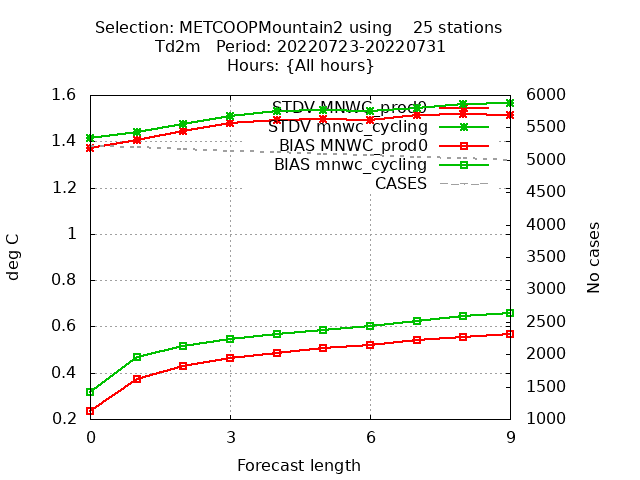 Selection: METCOOPMountain2 using    25 stations
Td2m   Period: 20220723-20220731
Hours: {All hours}
1.6
1.4
1.2
1
0.8
0.6
0.4
0.2
deg C
STDV MNWC_prod0
STDV mnwc_cycling
BIAS MNWC_prod0
BIAS mnwc_cycling
CASES
6000
5500
5000
4500
4000
3500
3000
2500
2000
1500
1000
No cases
0 3 6 9
Forecast length